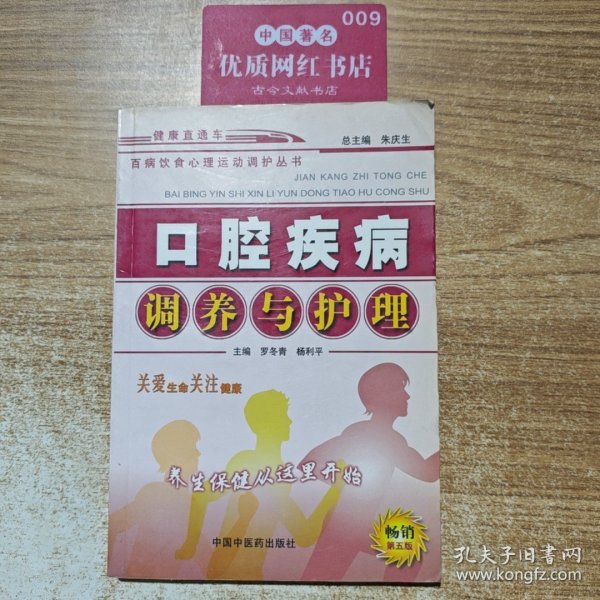 009
中国著名
优质网红书店
古今文献书店
健康直通车
总主编 朱庆生
百病饮食心理运动调护丛书
JIAN KANG ZHI TONG CHE
BAI BING YIN SHI XIN LI YUN DONG TIAO HU CONG SHU
口腔疾病
调养与护理
主编 罗冬青 杨利平
关爱生命关注健康
养生保健从这里开始
畅销
第五版
中国中医药出版社
孔夫子旧书网
www.kongfz.com